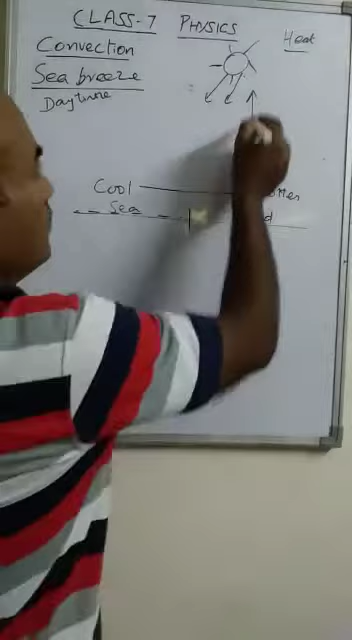 CLASS-7 PHYSICS
Convection Heat
Sea breeze
Daytime
Cool
Sea